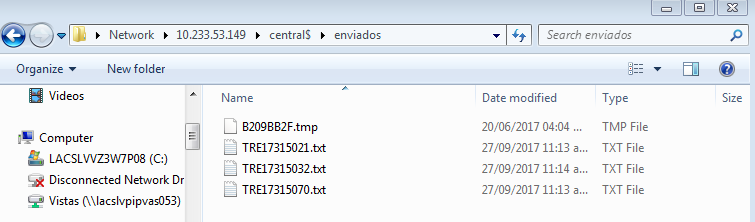 Network 10.233.53.149 central$ enviados Search enviados
Organize New folder
Name Date modified Type Size
Videos
Computer
LACSLVVZ3W7P08 (C:)
Disconnected Network Dr
Vistas (\\lacslvpipvas053)
B209BB2F.tmp 20/06/2017 04:04 ... TMP File
TRE17315021.txt 27/09/2017 11:13 a... TXT File
TRE17315032.txt 27/09/2017 11:14 a... TXT File
TRE17315070.txt 27/09/2017 11:13 a... TXT File